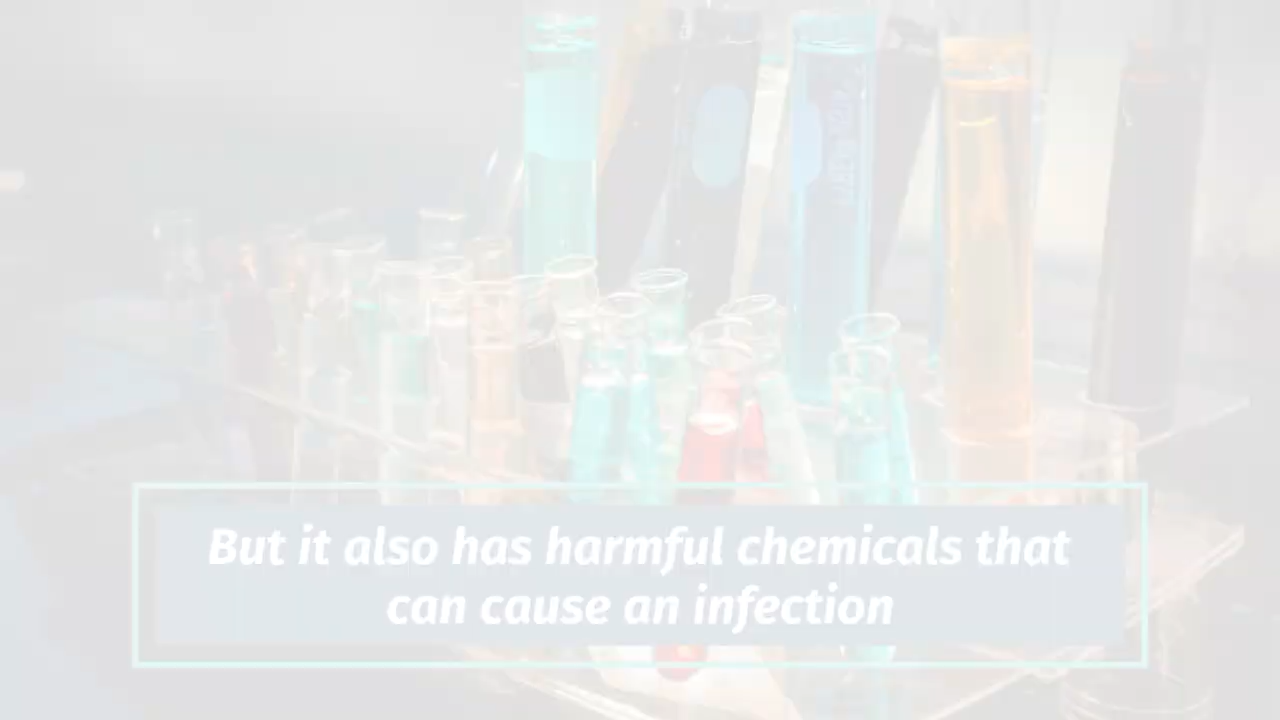 But it also has harmful chemicals that
can cause an infection